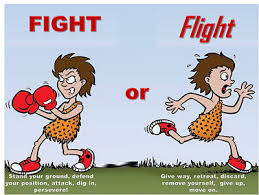 FIGHT
or
Flight
Stand your ground, defend
your position, attack, dig in,
persevere!
Give way, retreat, discard,
remove yourself, give up,
move on.